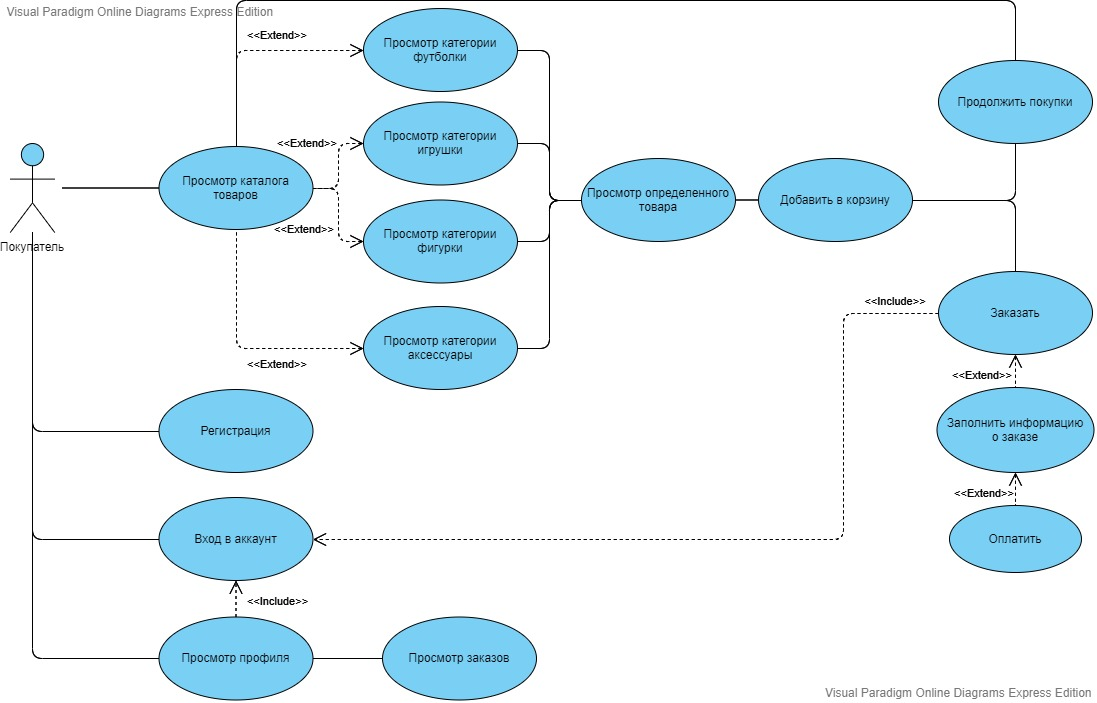 Visual Paradigm Online Diagrams Express Edition
<<Extend>>
Просмотр категории
футболки
Продолжить покупки
<<Extend>>
Просмотр категории
игрушки
Просмотр каталога
товаров
Просмотр определенного
товара
Добавить в корзину
<<Extend>>
Просмотр категории
фигурки
Покупатель
<<Include>>
Заказать
Просмотр категории
аксессуары
<<Extend>>
<<Extend>>
Регистрация
Заполнить информацию
о заказе
<<Extend>>
Вход в аккаунт
Оплатить
<<Include>>
Просмотр профиля
Просмотр заказов
Visual Paradigm Online Diagrams Express Edition